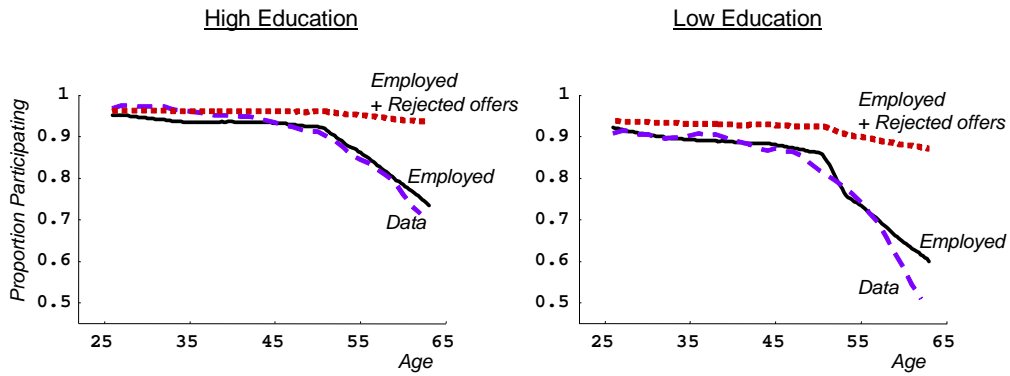 High Education
Proportion Participating
1
0.9
0.8
0.7
0.6
0.5
Employed
+ Rejected offers
Employed
Data
25
35
45
55
65
Age
Low Education
1
0.9
0.8
0.7
0.6
0.5
Employed
+ Rejected offers
Employed
Data
25
35
45
55
65
Age